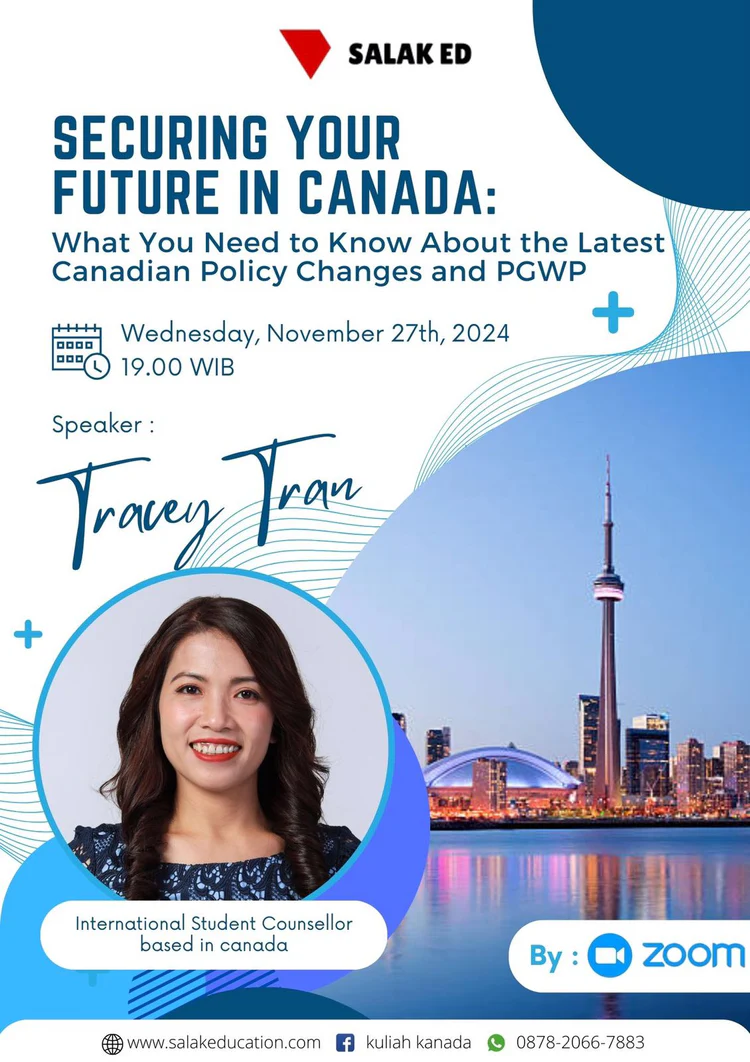 SALAK ED
SECURING YOUR
FUTURE IN CANADA:
What You Need to Know About the Latest
Canadian Policy Changes and PGWP
Wednesday, November 27th, 2024
19.00 WIB
Speaker :
Tracey Tran
International Student Counsellor
based in canada
By : zoom
www.salakeducation.com kuliah kanada 0878-2066-7883